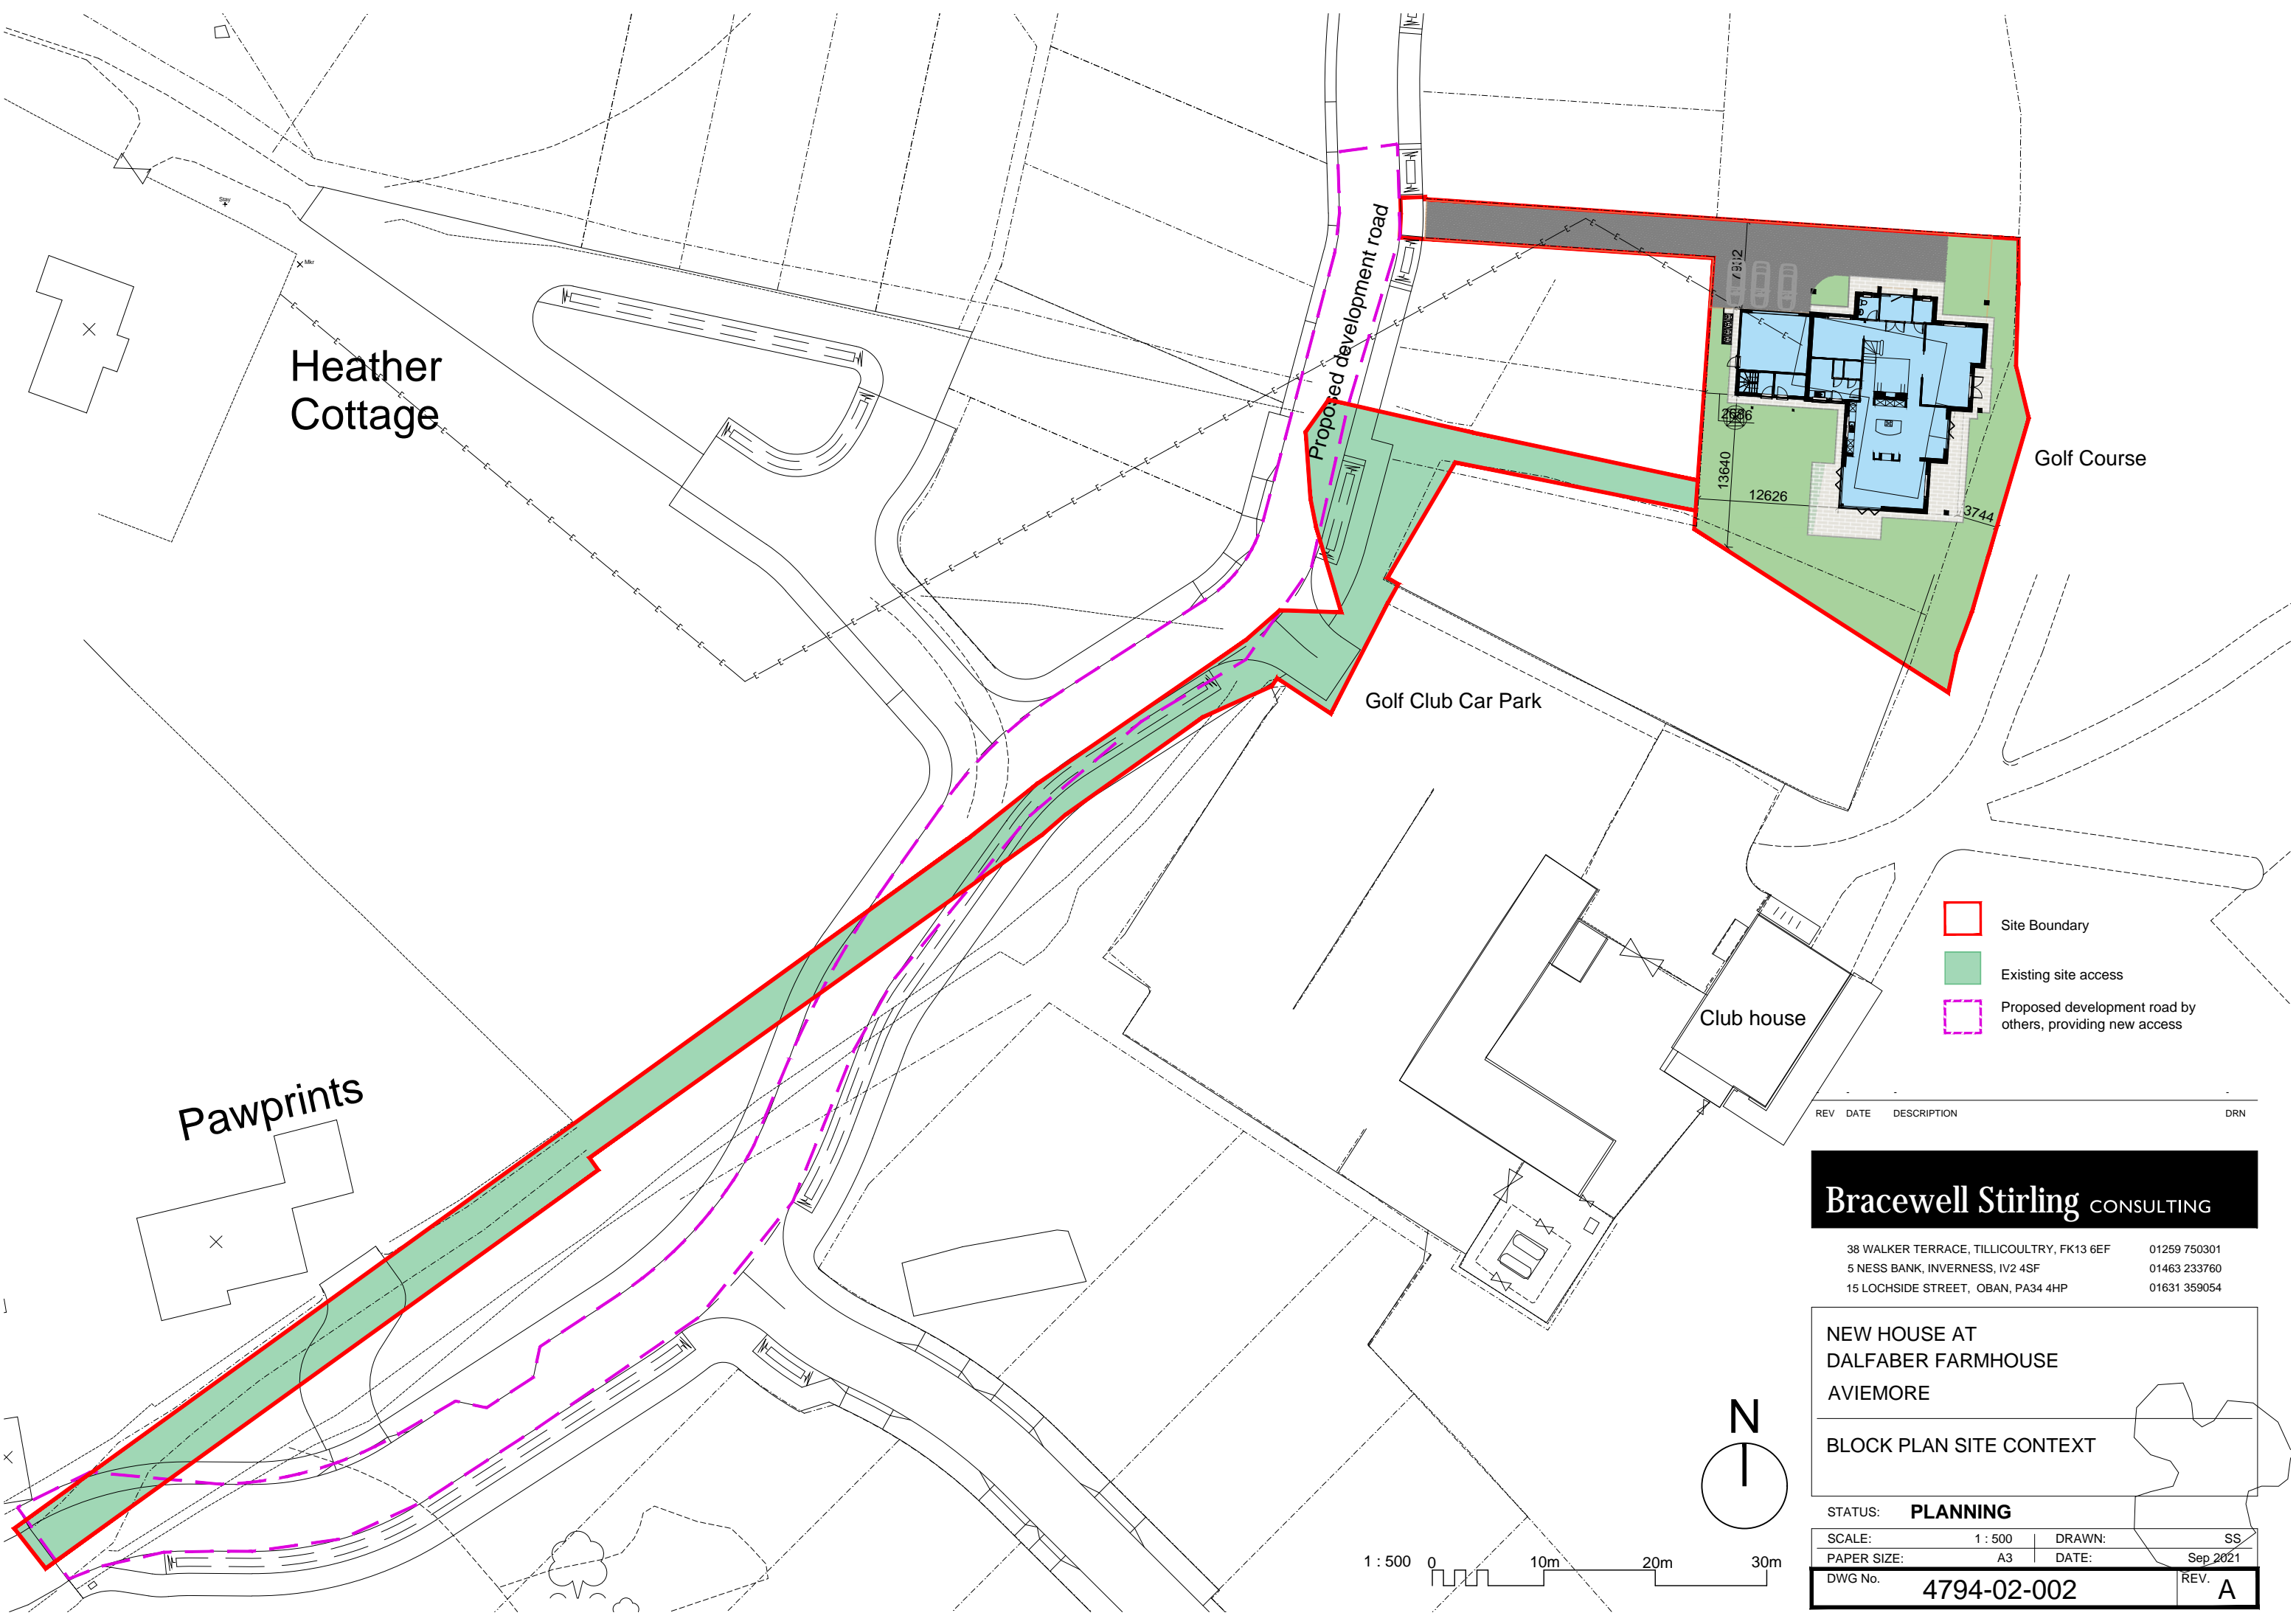 Stay
Mkr
Heather
Cottage
Proposed development road
7982
2686
13640
12626
3744
Golf Course
Golf Club Car Park
Club house
Pawprints
Site Boundary
Existing site access
Proposed development road by
others, providing new access
REV DATE DESCRIPTION DRN
Bracewell Stirling CONSULTING
38 WALKER TERRACE, TILLICOULTRY, FK13 6EF 01259 750301
5 NESS BANK, INVERNESS, IV2 4SF 01463 233760
15 LOCHSIDE STREET, OBAN, PA34 4HP 01631 359054
NEW HOUSE AT
DALFABER FARMHOUSE
AVIEMORE
BLOCK PLAN SITE CONTEXT
N
STATUS: PLANNING
SCALE: 1 : 500 DRAWN: SS
PAPER SIZE: A3 DATE: Sep 2021
DWG No. 4794-02-002 REV. A
1 : 500 0 10m 20m 30m